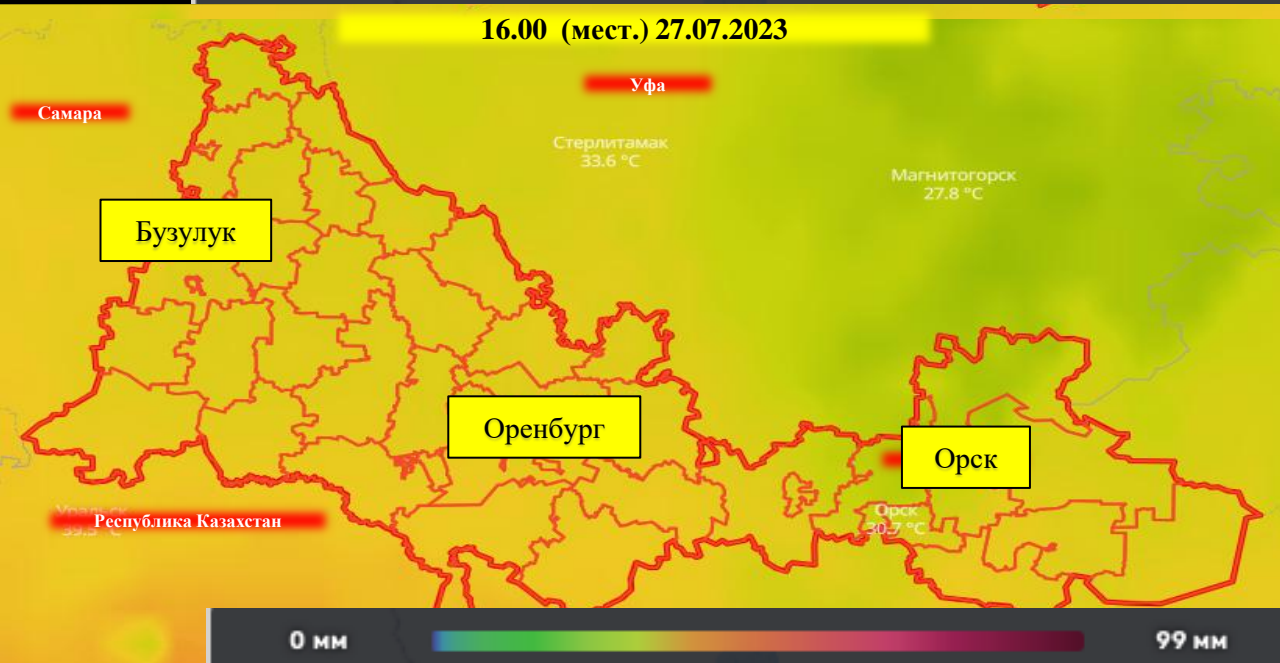 16.00 (мест.) 27.07.2023
Уфа
Самара
Стерлитамак
33.6 °C
Магнитогорск
27.8 °C
Бузулук
Оренбург
Орск
Орск
30.7 °C
Республика Казахстан
0 мм
99 мм